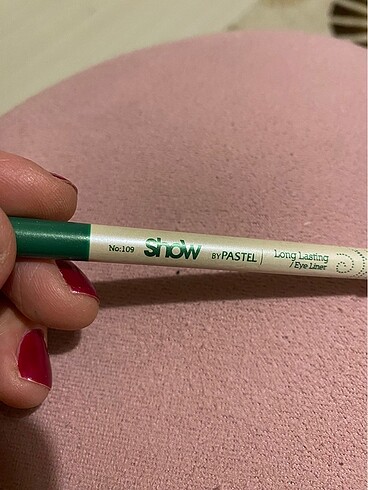 No:109 Show BY PASTEL Long Lasting
/ Eye Liner